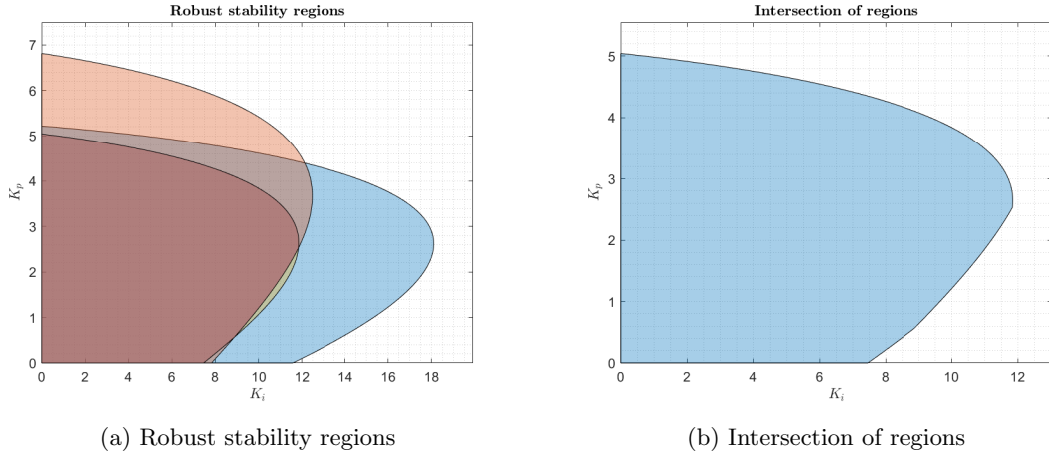 Robust stability regions
7
6
5
4
3
2
1
0
K_p
0 2 4 6 8 10 12 14 16 18
K_i
(a) Robust stability regions
Intersection of regions
5
4
3
2
1
0
K_p
0 2 4 6 8 10 12
K_i
(b) Intersection of regions